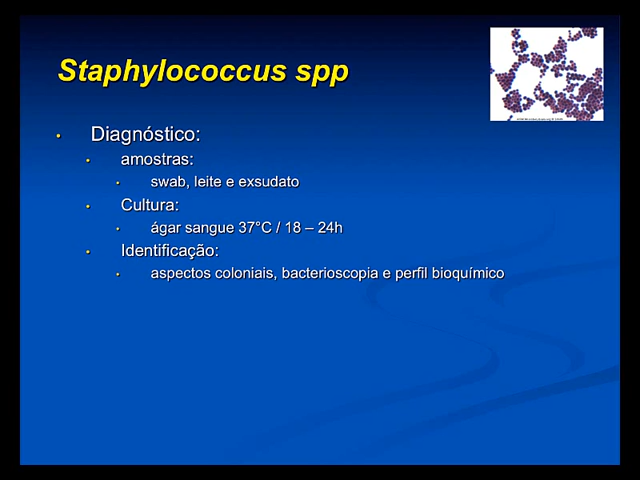 Staphylococcus spp
• Diagnóstico:
• amostras:
• swab, leite e exsudato
• Cultura:
• ágar sangue 37°C / 18 – 24h
• Identificação:
• aspectos coloniais, bacterioscopia e perfil bioquímico